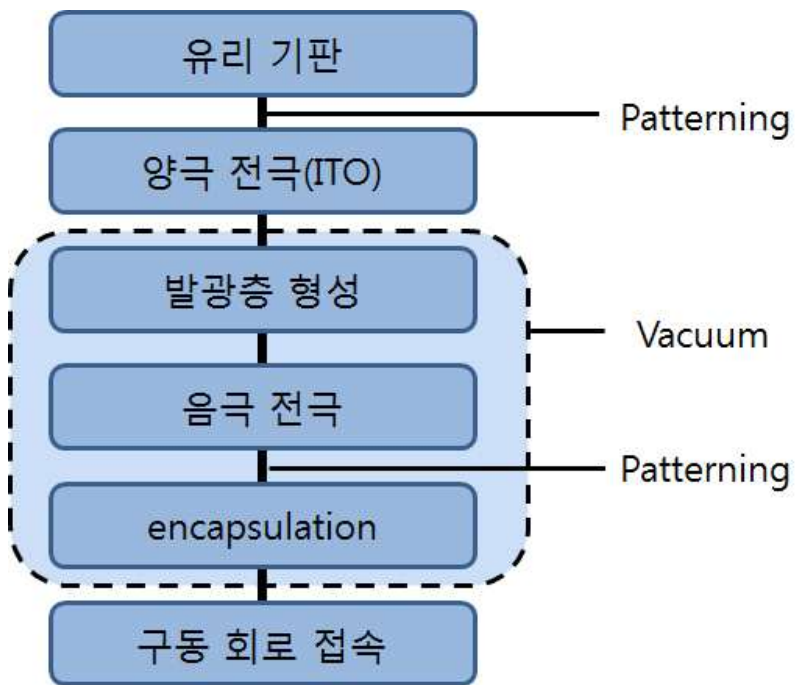 유리 기판
Patterning
양극 전극(ITO)
발광층 형성
Vacuum
음극 전극
Patterning
encapsulation
구동 회로 접속